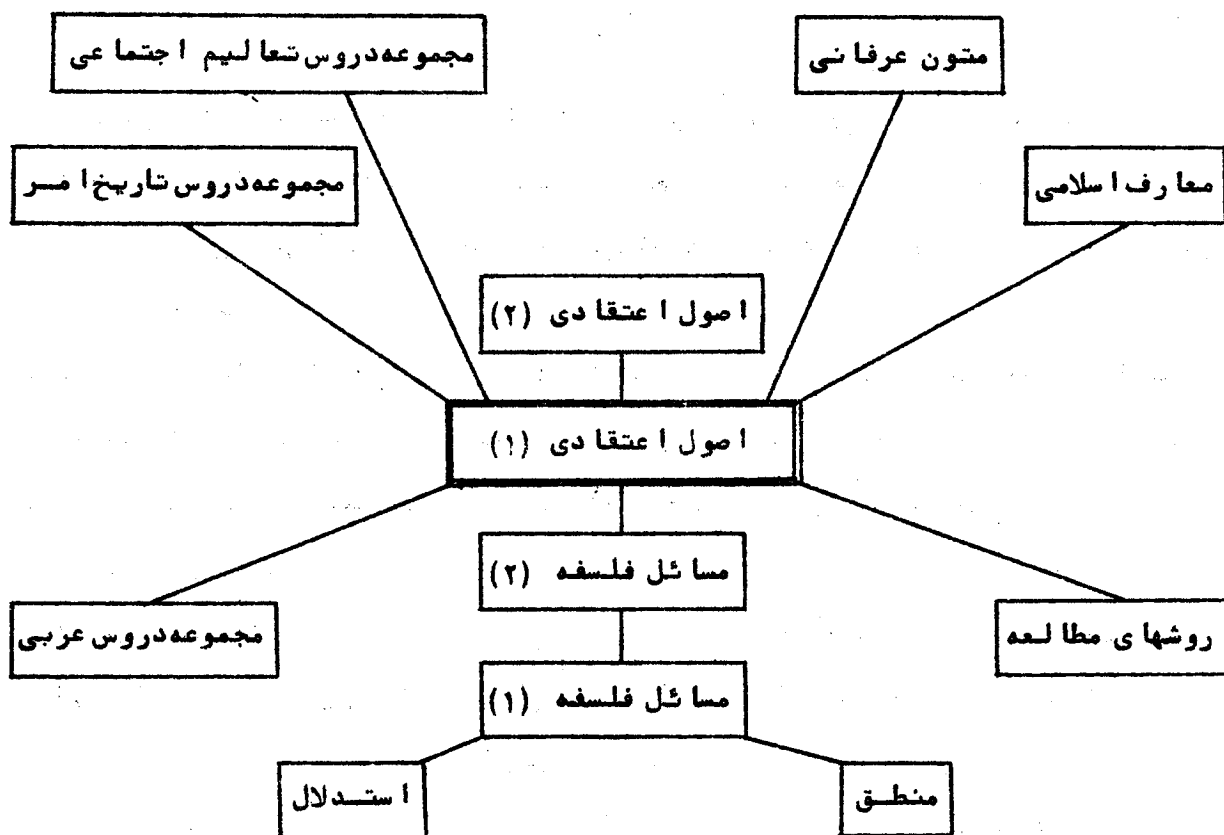 متون عرفانی
مجموعه دروس تعالیم اجتماعی
معارف اسلامی
مجموعه دروس تاریخ امر
اصول اعتقادی (۲)
اصول اعتقادی (۱)
مسائل فلسفه (۲)
روشهای مطالعه
مجموعه دروس عربی
مسائل فلسفه (۱)
منطق
استدلال